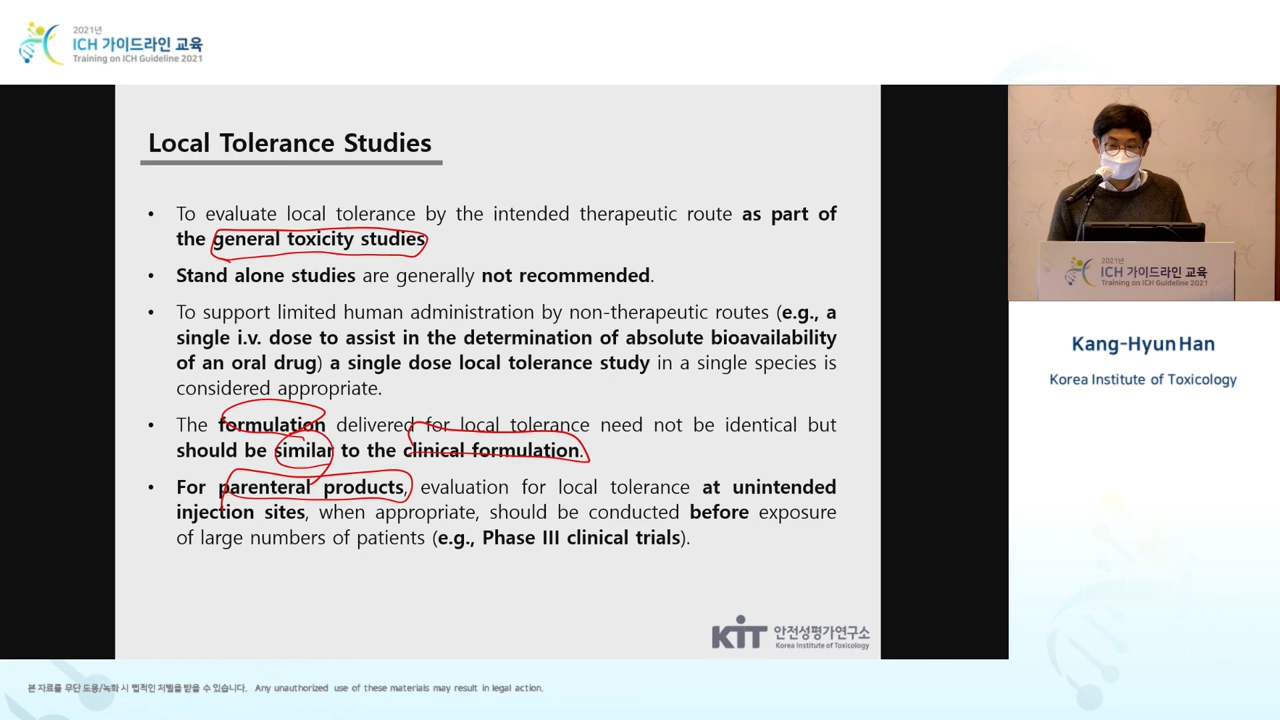 2021년
ICH 가이드라인 교육
Training on ICH Guideline 2021
Local Tolerance Studies
• To evaluate local tolerance by the intended therapeutic route as part of
the general toxicity studies
• Stand alone studies are generally not recommended.
• To support limited human administration by non-therapeutic routes (e.g., a
single i.v. dose to assist in the determination of absolute bioavailability
of an oral drug) a single dose local tolerance study in a single species is
considered appropriate.
• The formulation delivered for local tolerance need not be identical but
should be similar to the clinical formulation.
• For parenteral products, evaluation for local tolerance at unintended
injection sites, when appropriate, should be conducted before exposure
of large numbers of patients (e.g., Phase III clinical trials).
KIT 안전성평가연구소
Korea Institute of Toxicology
2021년
ICH 가이드라인 교육
Training on ICH Guideline 2021
Kang-Hyun Han
Korea Institute of Toxicology
본 자료를 무단 도용/녹화 시 법적인 처벌을 받을 수 있습니다. Any unauthorized use of these materials may result in legal action.